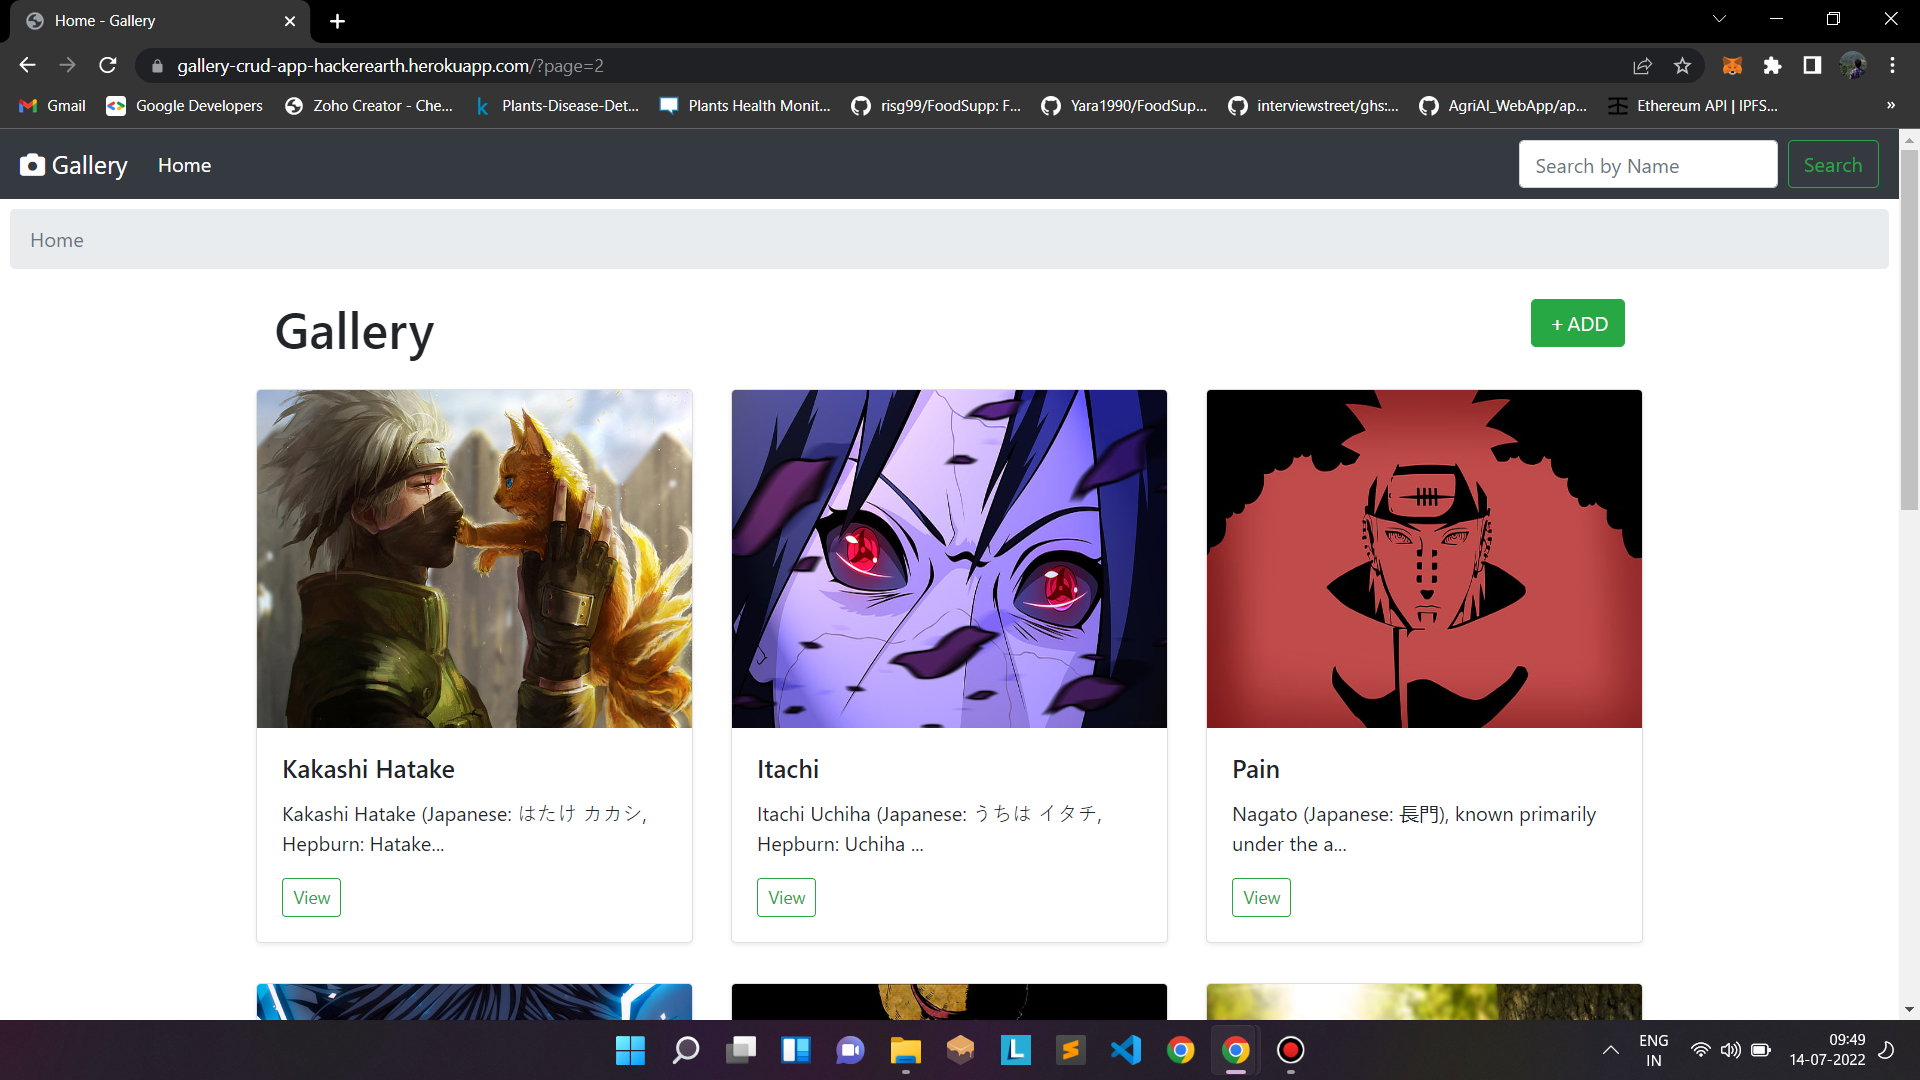 Home - Gallery
gallery-crud-app-hackerearth.herokuapp.com/?page=2
Gmail
Google Developers
Zoho Creator - Che...
Plants-Disease-Det...
Plants Health Monit...
risg99/FoodSupp: F...
Yara1990/FoodSup...
interviewstreet/ghs:...
AgriAI_WebApp/ap...
Ethereum API | IPFS...
»
Gallery
Home
Search by Name
Search
Home
Gallery
+ ADD
Kakashi Hatake
Kakashi Hatake (Japanese: はたけ カカシ,
Hepburn: Hatake...
View
Itachi
Itachi Uchiha (Japanese: うちは イタチ,
Hepburn: Uchiha ...
View
Pain
Nagato (Japanese: 長門), known primarily
under the a...
View
ENG
IN
09:49
14-07-2022